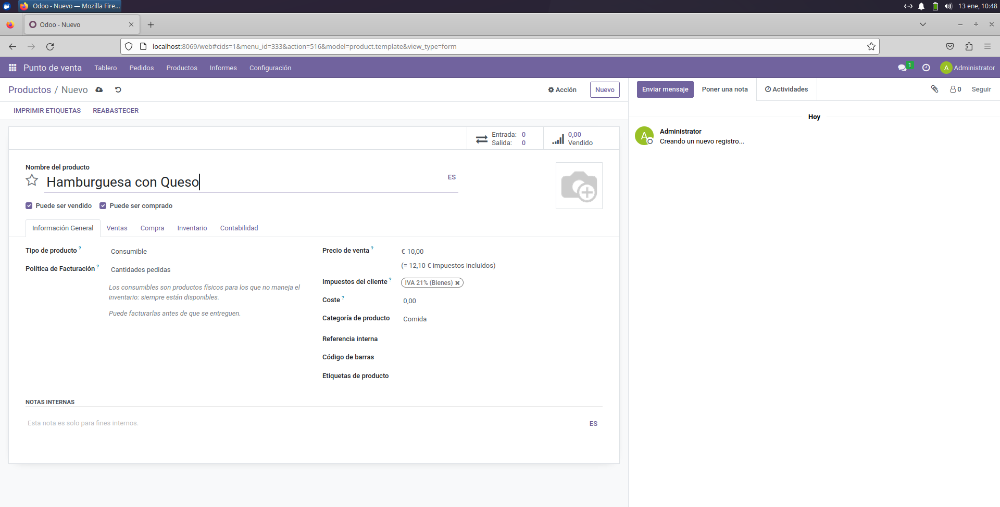 Odoo - Nuevo — Mozilla Fire...
13 ene, 10:48
Odoo - Nuevo
localhost:8069/web#cids=1&menu_id=333&action=516&model=product.template&view_type=form
Punto de venta Tablero Pedidos Productos Informes Configuración
1
A Administrator
Productos / Nuevo
Acción
Nuevo
Enviar mensaje
Poner una nota
Actividades
0
Seguir
IMPRIMIR ETIQUETAS
REABASTECER
Hoy
A
Administrator
Creando un nuevo registro...
Entrada: 0
Salida: 0
0,00
Vendido
Nombre del producto
Hamburguesa con Queso
ES
Puede ser vendido
Puede ser comprado
Información General
Ventas
Compra
Inventario
Contabilidad
Tipo de producto ?
Consumible
Política de Facturación ?
Cantidades pedidas
Los consumibles son productos físicos para los que no maneja el
inventario: siempre están disponibles.
Puede facturarlas antes de que se entreguen.
Precio de venta ?
€ 10,00
(= 12,10 € impuestos incluidos)
Impuestos del cliente ?
IVA 21% (Bienes)
Coste ?
0,00
Categoría de producto
Comida
Referencia interna
Código de barras
Etiquetas de producto
NOTAS INTERNAS
Esta nota es solo para fines internos.
ES